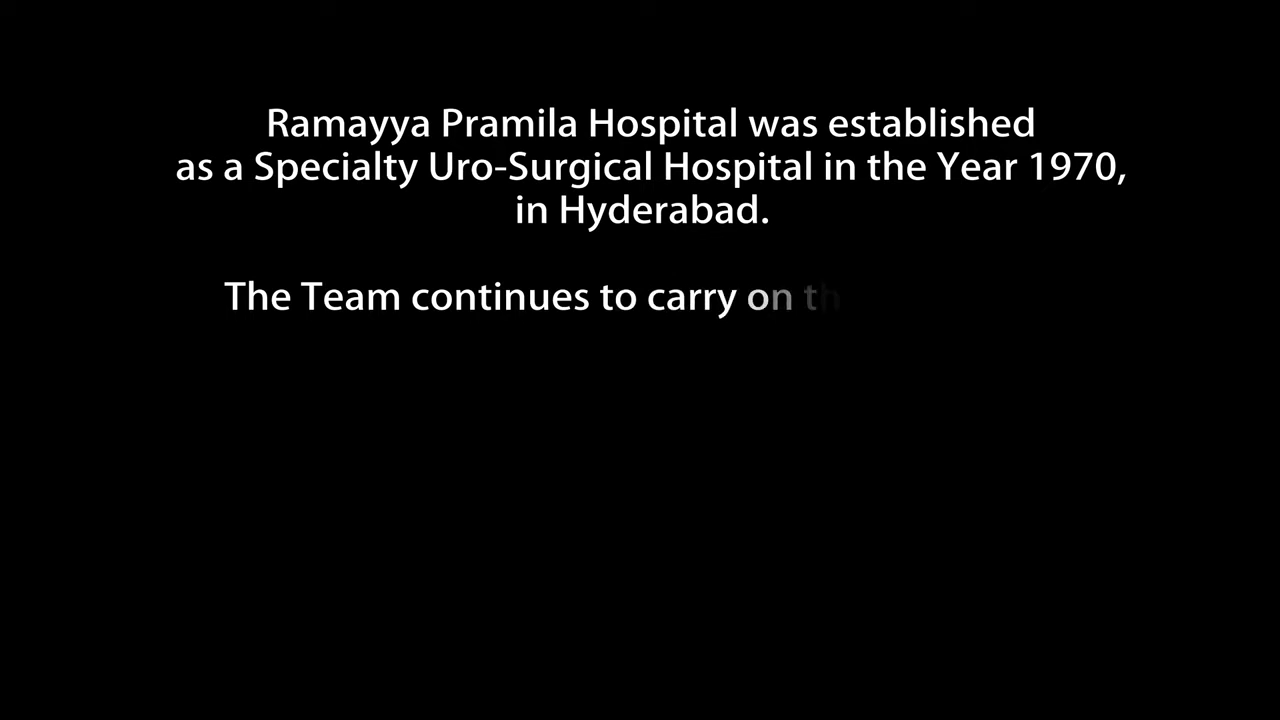 Ramayya Pramila Hospital was established
as a Specialty Uro-Surgical Hospital in the Year 1970,
in Hyderabad.
The Team continues to carry on